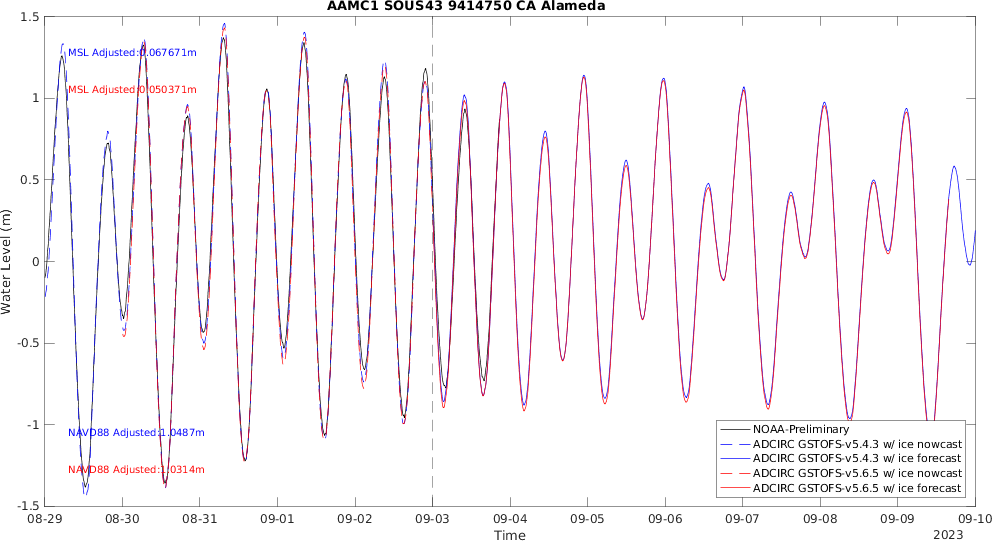 AAMC1 SOUS43 9414750 CA Alameda
1.5
1
0.5
0
-0.5
-1
-1.5
Water Level (m)
MSL Adjusted:0.067671m
MSL Adjusted:0.050371m
NAVD88 Adjusted:1.0487m
NAVD88 Adjusted:1.0314m
NOAA-Preliminary
ADCIRC GSTOFS-v5.4.3 w/ ice nowcast
ADCIRC GSTOFS-v5.4.3 w/ ice forecast
ADCIRC GSTOFS-v5.6.5 w/ ice nowcast
ADCIRC GSTOFS-v5.6.5 w/ ice forecast
08-29 08-30 08-31 09-01 09-02 09-03 09-04 09-05 09-06 09-07 09-08 09-09 09-10
Time
2023